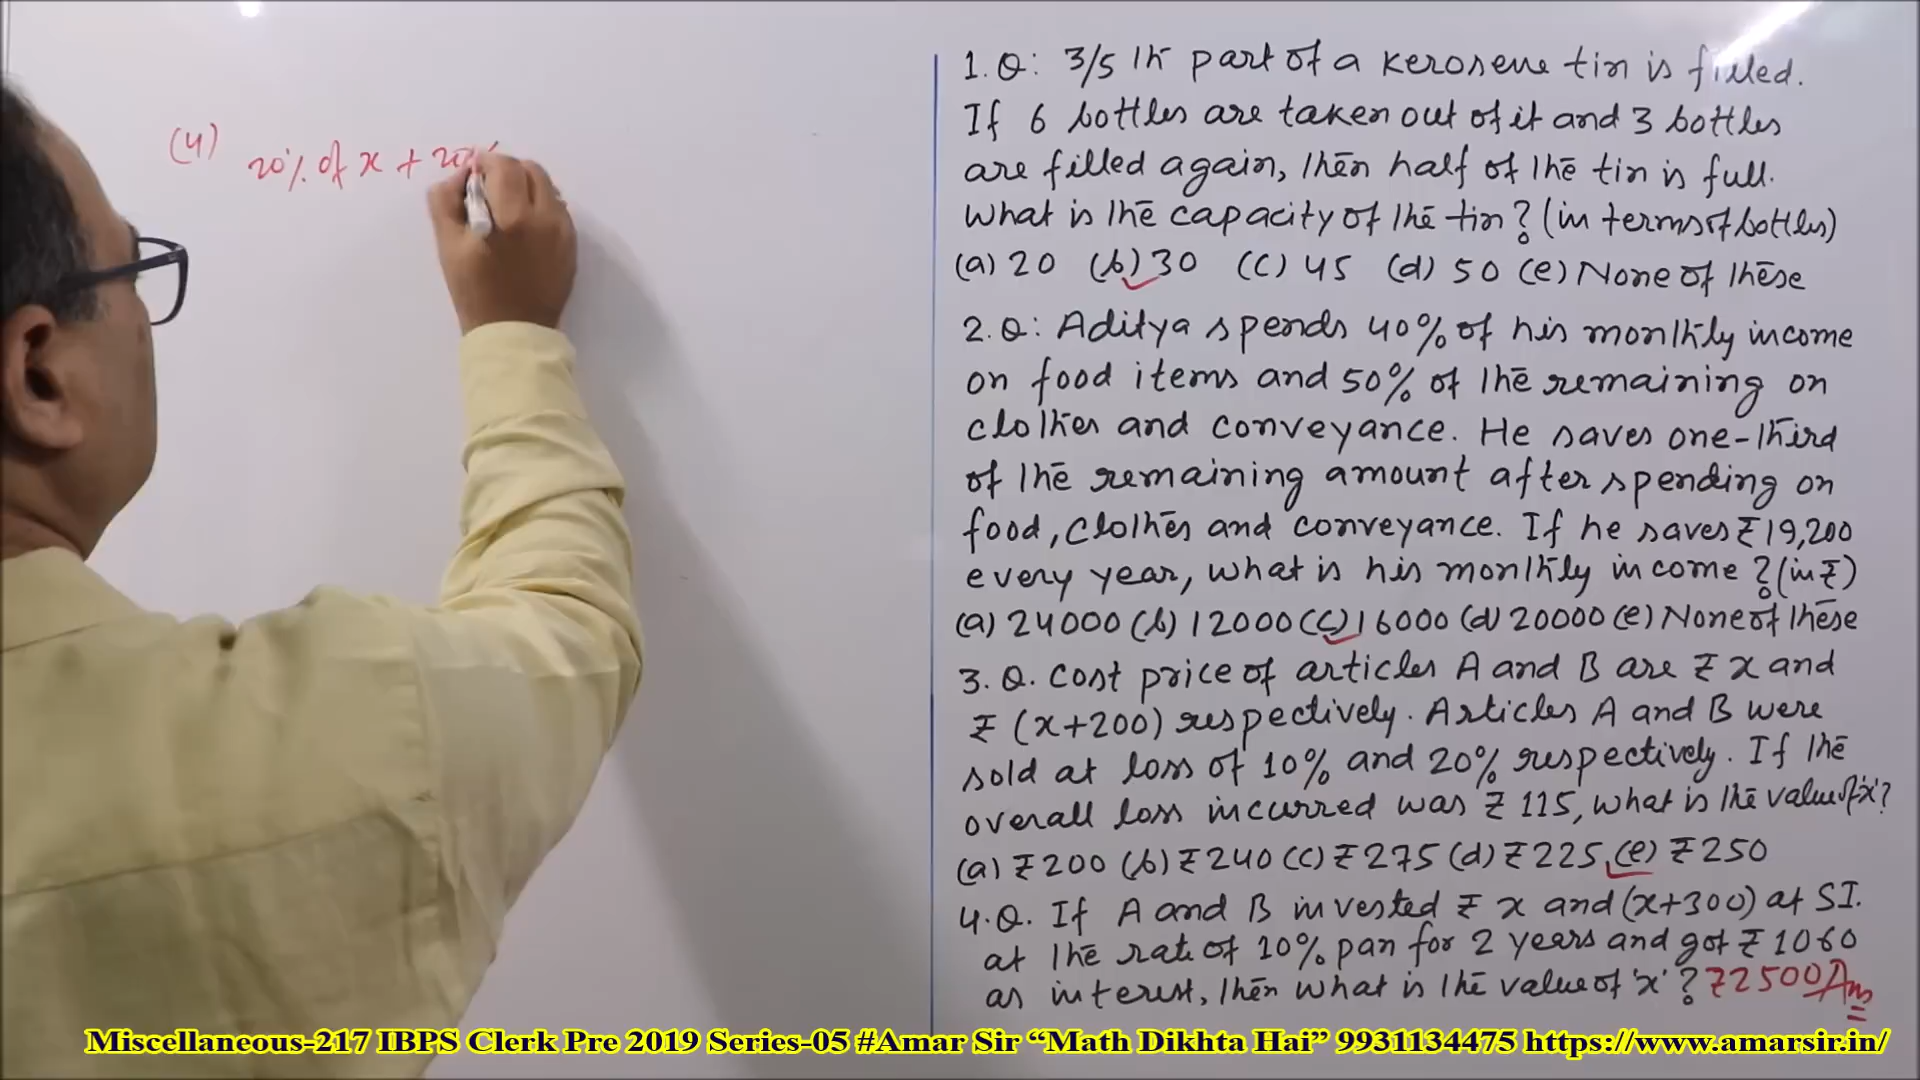 (4) 20% of x + 20%
1. Q: 3/5 th part of a kerosene tin is filled.
If 6 bottles are taken out of it and 3 bottles
are filled again, then half of the tin is full.
What is the capacity of the tin? (in terms of bottles)
(a) 20 (b) 30 (c) 45 (d) 50 (e) None of these
2. Q: Aditya spends 40% of his monthly income
on food items and 50% of the remaining on
clothes and conveyance. He saves one-third
of the remaining amount after spending on
food, clothes and conveyance. If he saves ₹ 19,200
every year, what is his monthly income? (in ₹)
(a) 24000 (b) 12000 (c) 16000 (d) 20000 (e) None of these
3. Q. Cost price of articles A and B are ₹ x and
₹ (x+200) respectively. Articles A and B were
sold at loss of 10% and 20% respectively. If the
overall loss incurred was ₹ 115, what is the value of 'x'?
(a) ₹200 (b) ₹240 (c) ₹275 (d) ₹225 (e) ₹250
4. Q. If A and B invested ₹ x and (x+300) at SI.
at the rate of 10% pan for 2 years and got ₹ 1060
as interest, then what is the value of 'x'? ₹2500 Ans
Miscellaneous-217 IBPS Clerk Pre 2019 Series-05 #Amar Sir “Math Dikhta Hai” 9931134475 https://www.amarsir.in/